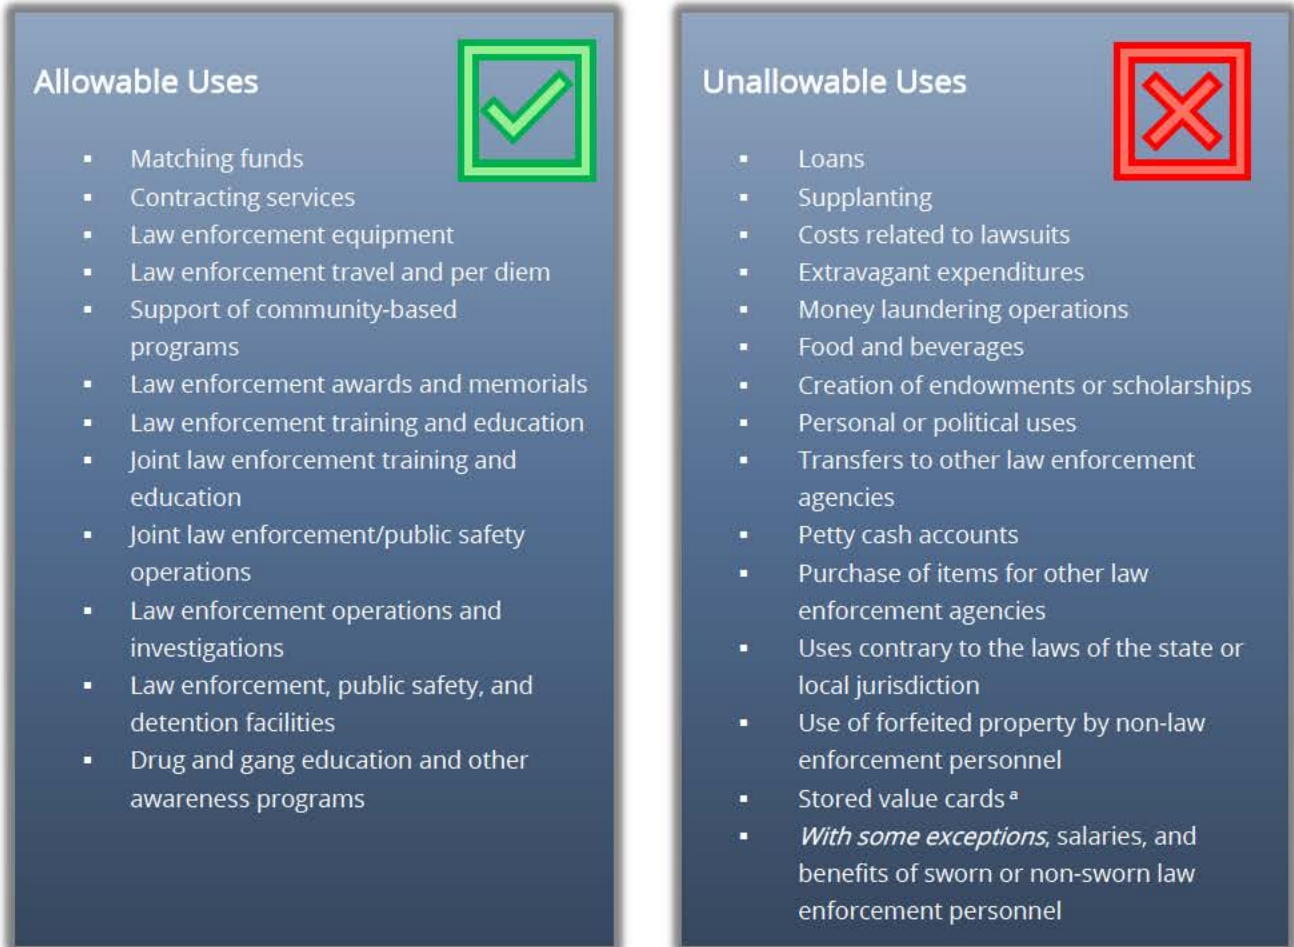 Allowable Uses
▪ Matching funds
▪ Contracting services
▪ Law enforcement equipment
▪ Law enforcement travel and per diem
▪ Support of community-based
programs
▪ Law enforcement awards and memorials
▪ Law enforcement training and education
▪ Joint law enforcement training and
education
▪ Joint law enforcement/public safety
operations
▪ Law enforcement operations and
investigations
▪ Law enforcement, public safety, and
detention facilities
▪ Drug and gang education and other
awareness programs
Unallowable Uses
▪ Loans
▪ Supplanting
▪ Costs related to lawsuits
▪ Extravagant expenditures
▪ Money laundering operations
▪ Food and beverages
▪ Creation of endowments or scholarships
▪ Personal or political uses
▪ Transfers to other law enforcement
agencies
▪ Petty cash accounts
▪ Purchase of items for other law
enforcement agencies
▪ Uses contrary to the laws of the state or
local jurisdiction
▪ Use of forfeited property by non-law
enforcement personnel
▪ Stored value cards ᵃ
▪ With some exceptions, salaries, and
benefits of sworn or non-sworn law
enforcement personnel